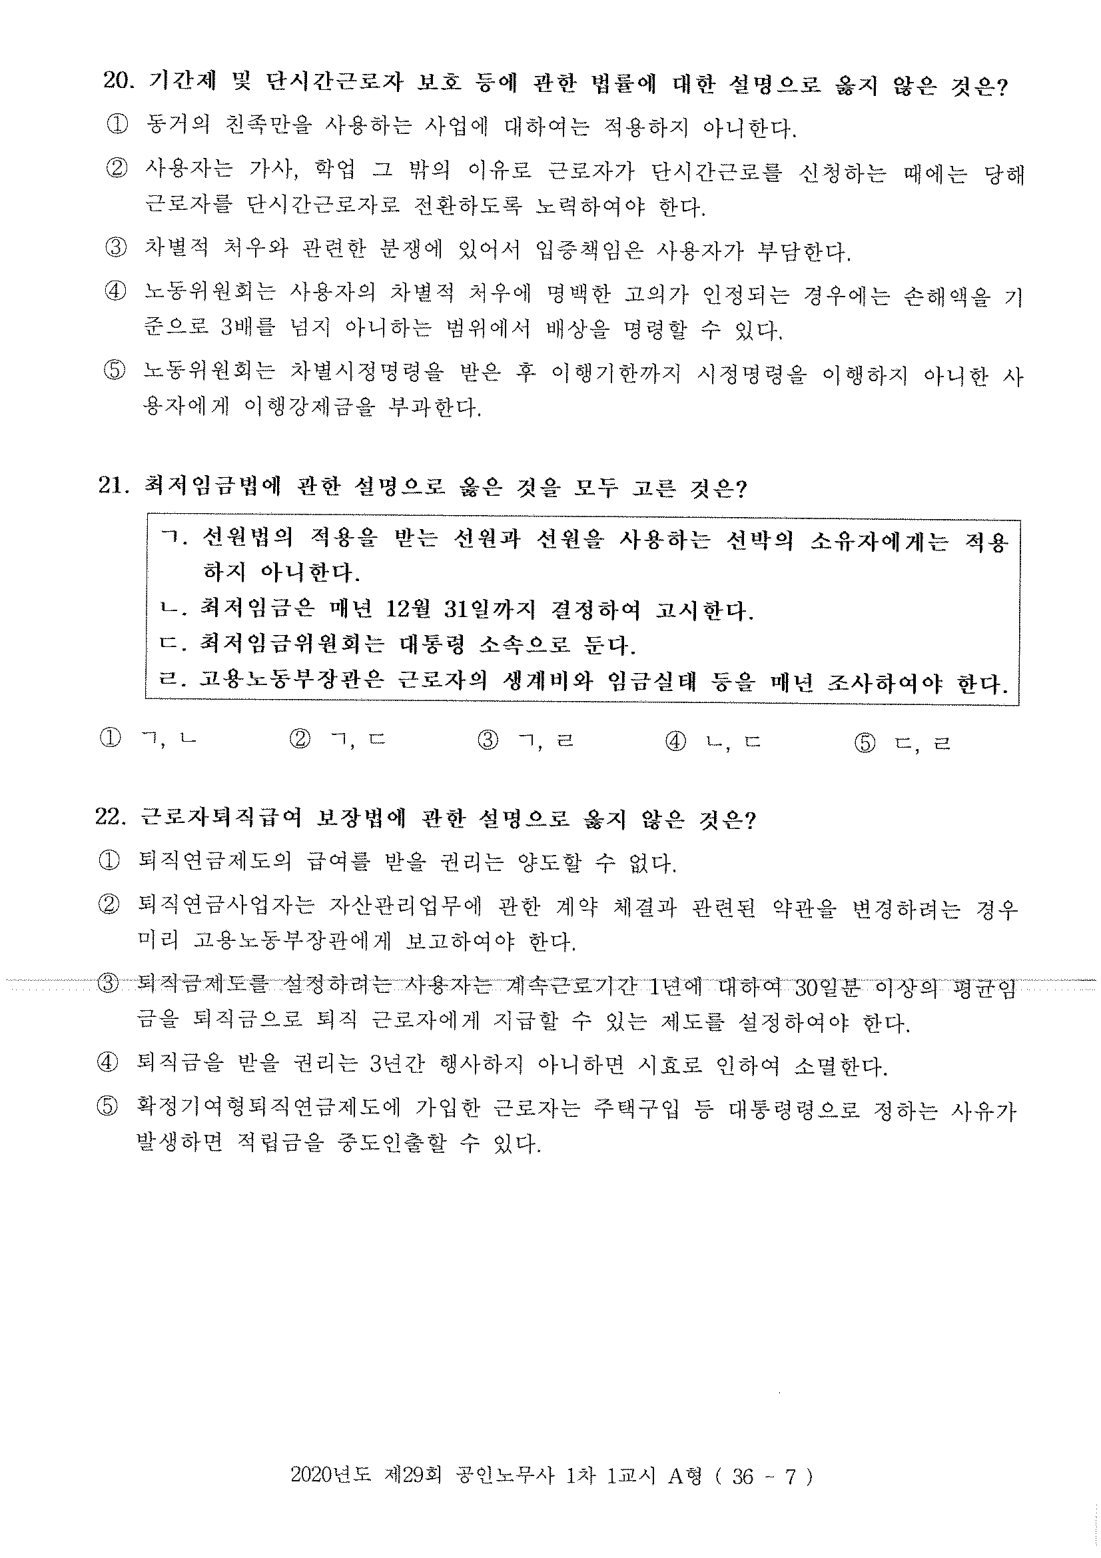 20. 기간제 및 단시간근로자 보호 등에 관한 법률에 대한 설명으로 옳지 않은 것은?
① 동거의 친족만을 사용하는 사업에 대하여는 적용하지 아니한다.
② 사용자는 가사, 학업 그 밖의 이유로 근로자가 단시간근로를 신청하는 때에는 당해
근로자를 단시간근로자로 전환하도록 노력하여야 한다.
③ 차별적 처우와 관련한 분쟁에 있어서 입증책임은 사용자가 부담한다.
④ 노동위원회는 사용자의 차별적 처우에 명백한 고의가 인정되는 경우에는 손해액을 기
준으로 3배를 넘지 아니하는 범위에서 배상을 명령할 수 있다.
⑤ 노동위원회는 차별시정명령을 받은 후 이행기한까지 시정명령을 이행하지 아니한 사
용자에게 이행강제금을 부과한다.
21. 최저임금법에 관한 설명으로 옳은 것을 모두 고른 것은?
ㄱ. 선원법의 적용을 받는 선원과 선원을 사용하는 선박의 소유자에게는 적용
하지 아니한다.
ㄴ. 최저임금은 매년 12월 31일까지 결정하여 고시한다.
ㄷ. 최저임금위원회는 대통령 소속으로 둔다.
ㄹ. 고용노동부장관은 근로자의 생계비와 임금실태 등을 매년 조사하여야 한다.
① ㄱ, ㄴ ② ㄱ, ㄷ ③ ㄱ, ㄹ ④ ㄴ, ㄷ ⑤ ㄷ, ㄹ
22. 근로자퇴직급여 보장법에 관한 설명으로 옳지 않은 것은?
① 퇴직연금제도의 급여를 받을 권리는 양도할 수 없다.
② 퇴직연금사업자는 자산관리업무에 관한 계약 체결과 관련된 약관을 변경하려는 경우
미리 고용노동부장관에게 보고하여야 한다.
③ 퇴직금제도를 설정하려는 사용자는 계속근로기간 1년에 대하여 30일분 이상의 평균임
금을 퇴직금으로 퇴직 근로자에게 지급할 수 있는 제도를 설정하여야 한다.
④ 퇴직금을 받을 권리는 3년간 행사하지 아니하면 시효로 인하여 소멸한다.
⑤ 확정기여형퇴직연금제도에 가입한 근로자는 주택구입 등 대통령령으로 정하는 사유가
발생하면 적립금을 중도인출할 수 있다.
2020년도 제29회 공인노무사 1차 1교시 A형 ( 36 - 7 )